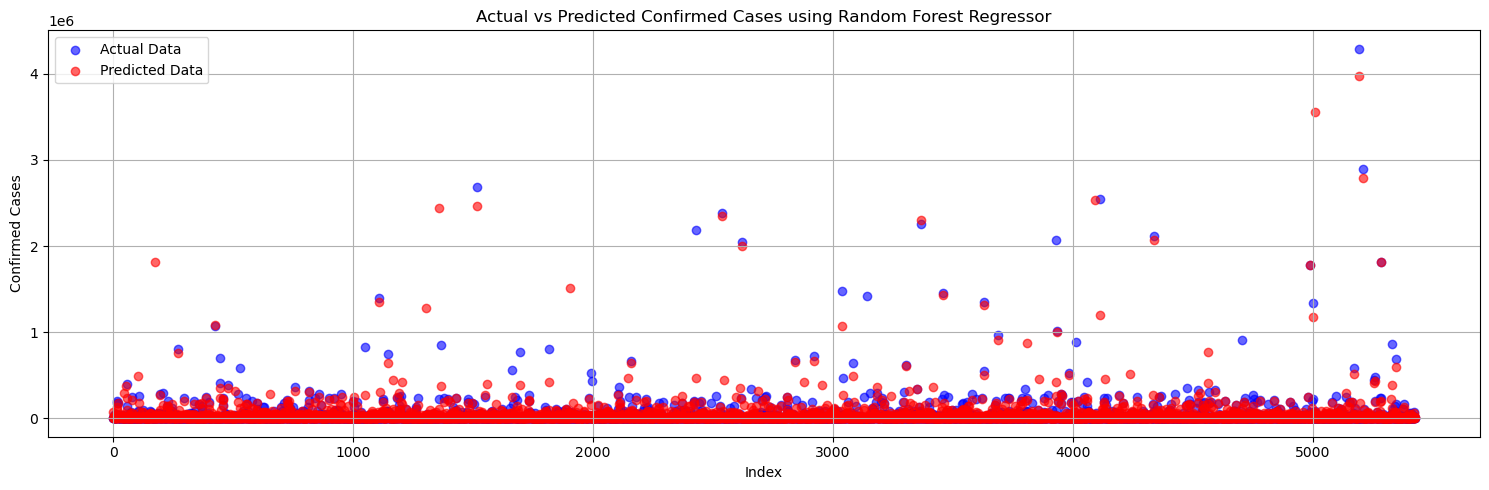 Actual vs Predicted Confirmed Cases using Random Forest Regressor
1e6
Actual Data
Predicted Data
4
3
2
1
0
Confirmed Cases
0 1000 2000 3000 4000 5000
Index